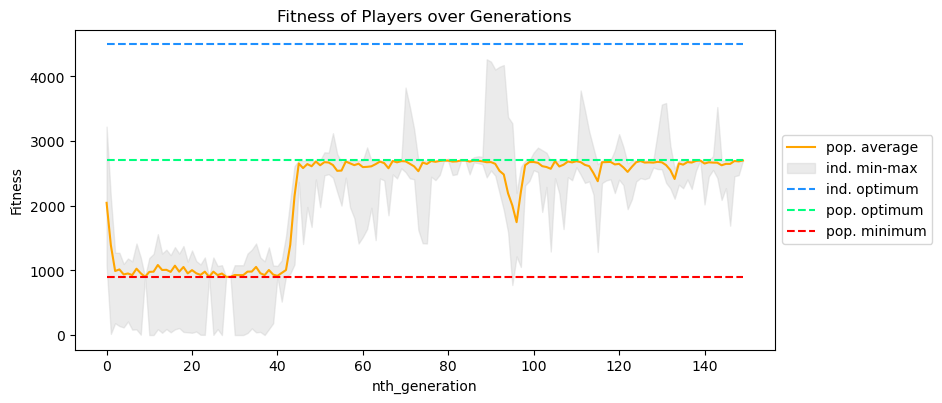 Fitness of Players over Generations
Fitness
4000
3000
2000
1000
0
0 20 40 60 80 100 120 140
nth_generation
pop. average
ind. min-max
ind. optimum
pop. optimum
pop. minimum